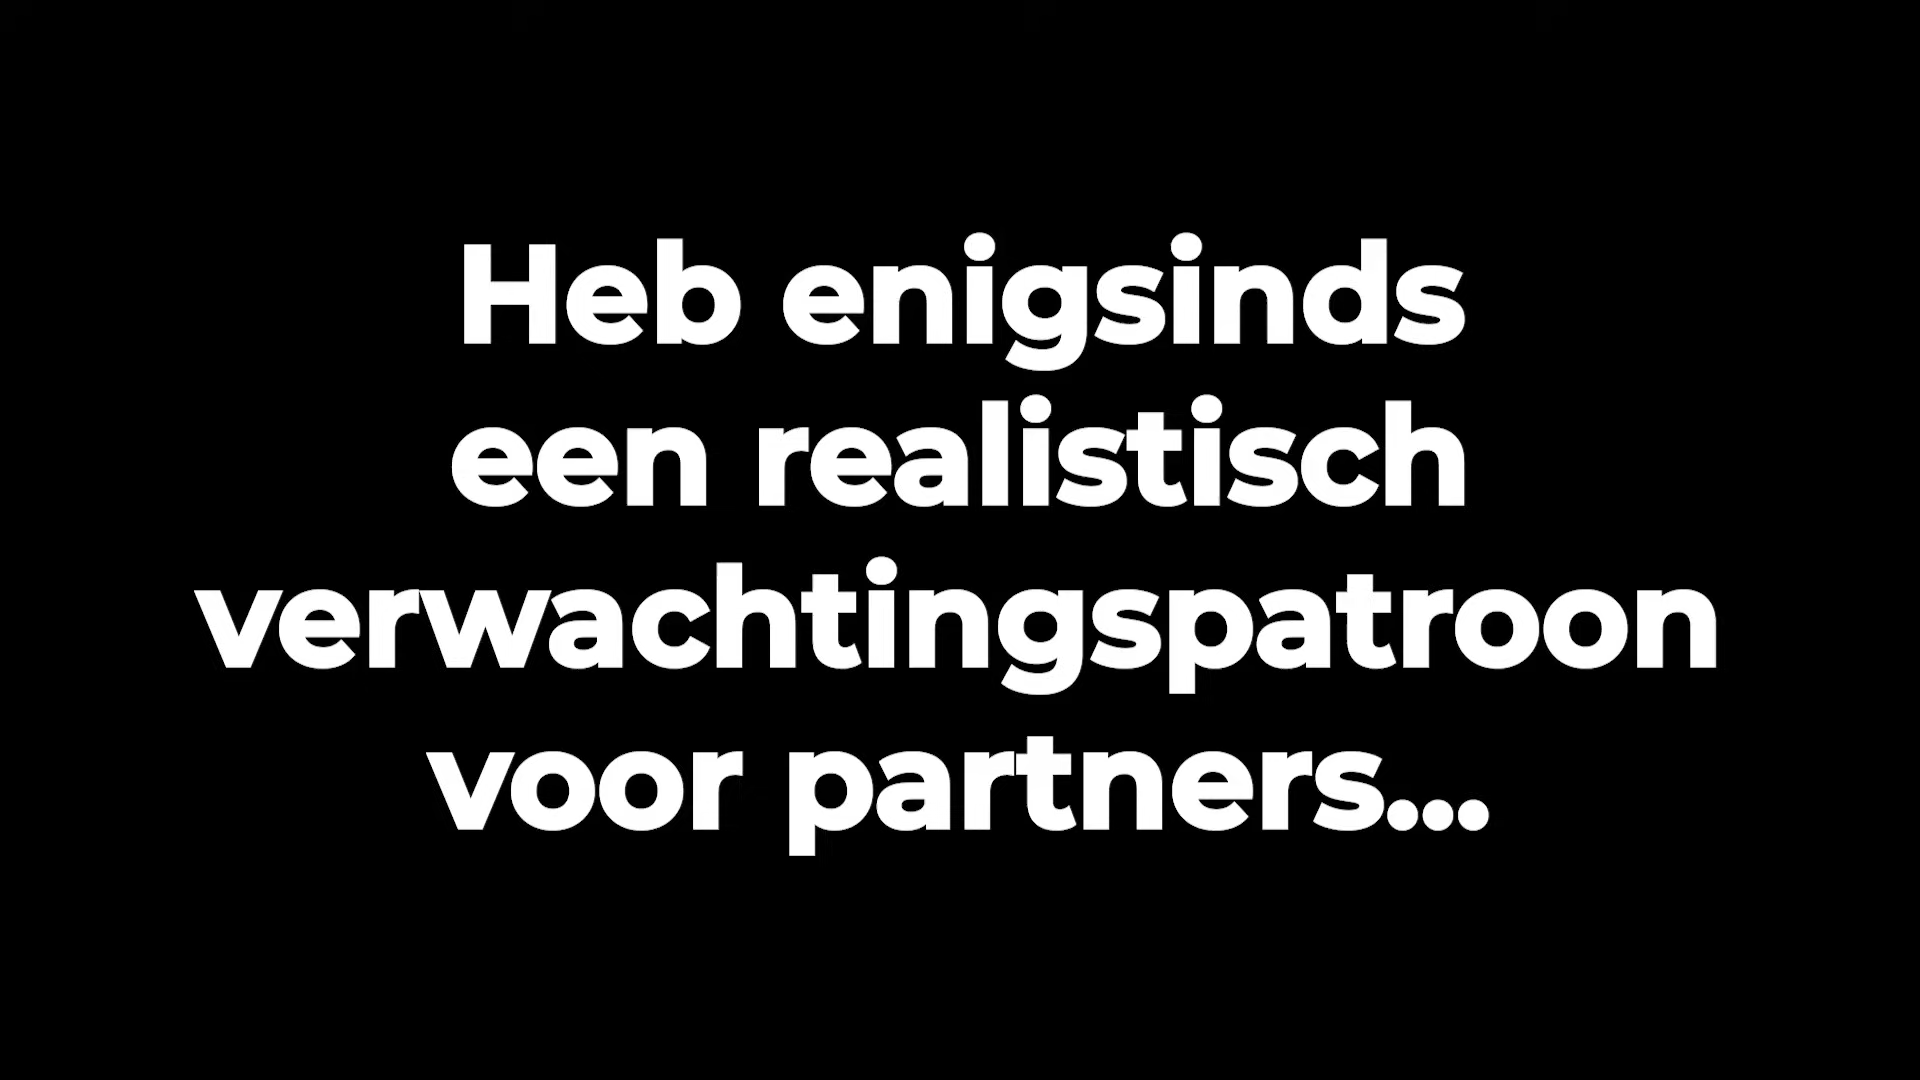 Heb enigsinds
een realistisch
verwachtingspatroon
voor partners...